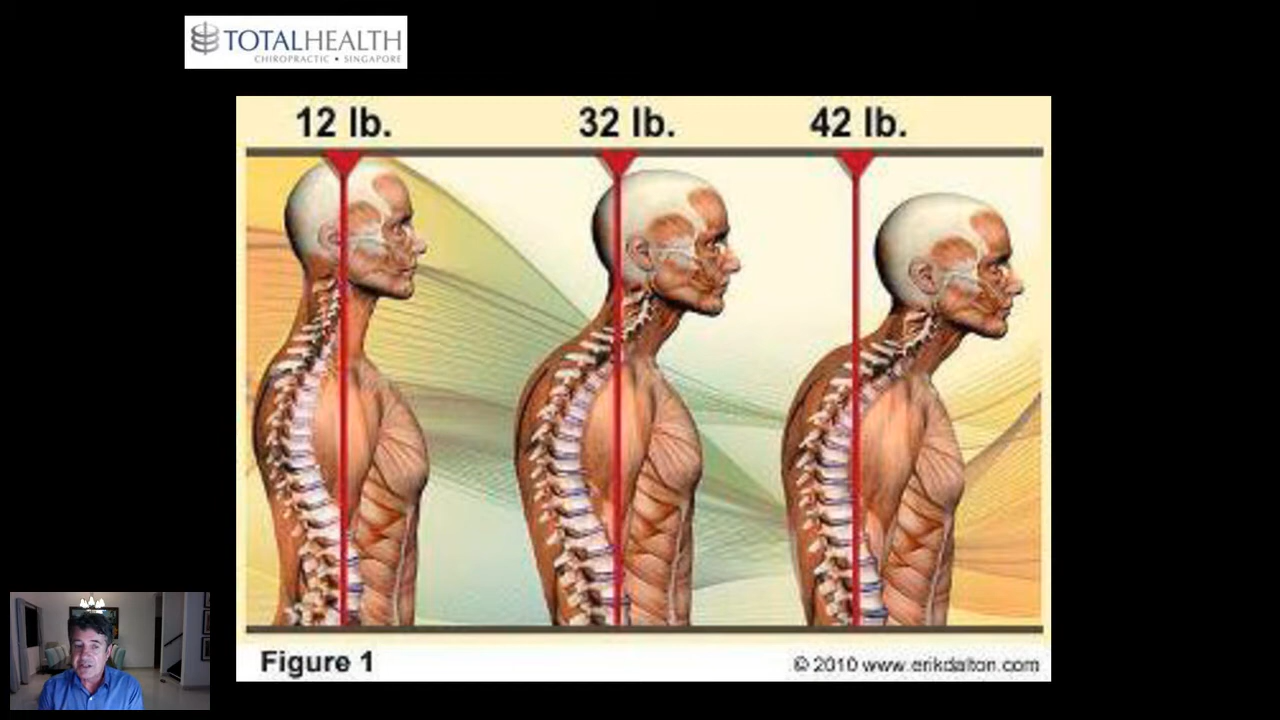 TOTALHEALTH
CHIROPRACTIC • SINGAPORE
12 lb. 32 lb. 42 lb.
Figure 1 © 2010 www.erikdalton.com